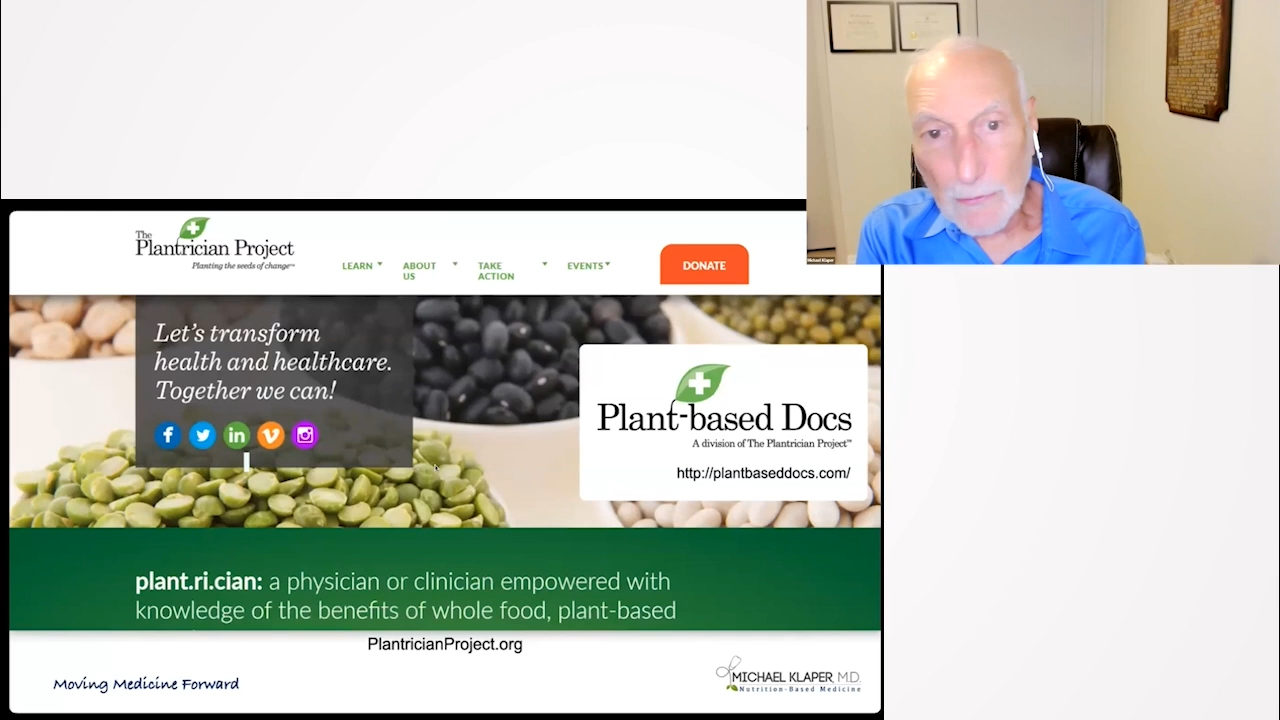 The
Plantrician Project
Planting the seeds of change™
LEARN
ABOUT
US
TAKE
ACTION
EVENTS
DONATE
Michael Klaper
Let's transform
health and healthcare.
Together we can!
Plant-based Docs
A division of The Plantrician Project™
http://plantbaseddocs.com/
plant.ri.cian: a physician or clinician empowered with
knowledge of the benefits of whole food, plant-based
PlantricianProject.org
Moving Medicine Forward
MICHAEL KLAPER, M.D.
Nutrition-Based Medicine